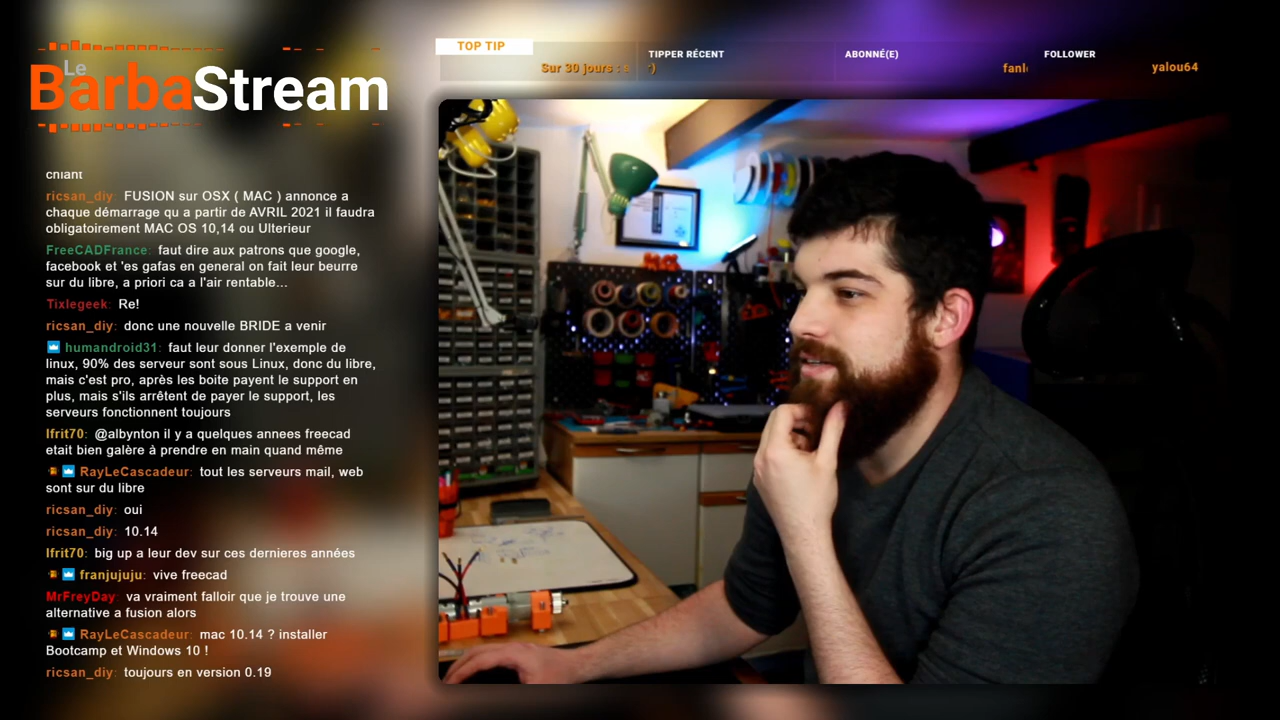 Le
BarbaStream
TOP TIP
Sur 30 jours :
TIPPER RÉCENT
:)
ABONNÉ(E)
FOLLOWER
yalou64
chiant
ricsan_diy: FUSION sur OSX ( MAC ) annonce a
chaque démarrage qu a partir de AVRIL 2021 il faudra
obligatoirement MAC OS 10,14 ou Ulterieur
FreeCADFrance: faut dire aux patrons que google,
facebook et 'es gafas en general on fait leur beurre
sur du libre, a priori ca a l'air rentable...
Tixlegeek: Re!
ricsan_diy: donc une nouvelle BRIDE a venir
humandroid31: faut leur donner l'exemple de
linux, 90% des serveur sont sous Linux, donc du libre,
mais c'est pro, après les boite payent le support en
plus, mais s'ils arrêtent de payer le support, les
serveurs fonctionnent toujours
Ifrit70: @albynton il y a quelques annees freecad
etait bien galère à prendre en main quand même
RayLeCascadeur: tout les serveurs mail, web
sont sur du libre
ricsan_diy: oui
ricsan_diy: 10.14
Ifrit70: big up a leur dev sur ces dernieres années
franjujuju: vive freecad
MrFreyDay: va vraiment falloir que je trouve une
alternative a fusion alors
RayLeCascadeur: mac 10.14 ? installer
Bootcamp et Windows 10 !
ricsan_diy: toujours en version 0.19